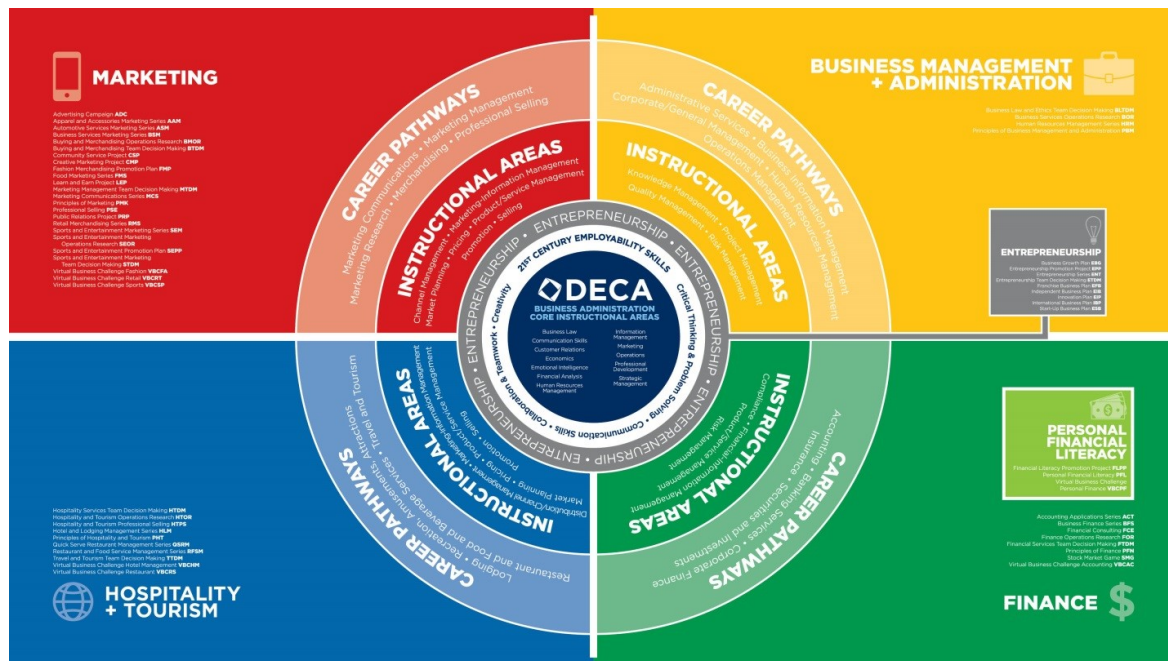 MARKETING
Advertising Campaign ADC
Apparel and Accessories Marketing Series AAM
Automotive Services Marketing Series ASM
Business Services Marketing Series BSM
Buying and Merchandising Operations Research BMOR
Buying and Merchandising Team Decision Making BTDM
Community Service Project CSP
Creative Marketing Project CMP
Fashion Merchandising Promotion Plan FMP
Food Marketing Series FMS
Learn and Earn Project LEP
Marketing Management Team Decision Making MTDM
Marketing Communications Series MCS
Principles of Marketing PMK
Professional Selling PSE
Public Relations Project PRP
Retail Merchandising Series RMS
Sports and Entertainment Marketing Series SEM
Sports and Entertainment Marketing
Operations Research SEOR
Sports and Entertainment Promotion Plan SEPP
Sports and Entertainment Marketing
Team Decision Making STDM
Virtual Business Challenge Fashion VBCFA
Virtual Business Challenge Retail VBCRT
Virtual Business Challenge Sports VBCSP
CAREER PATHWAYS
Marketing Communications • Marketing Management
Marketing Research • Merchandising • Professional Selling
INSTRUCTIONAL AREAS
Channel Management • Marketing-Information Management
Market Planning • Pricing • Product/Service Management
Promotion • Selling
BUSINESS MANAGEMENT
+ ADMINISTRATION
Business Law and Ethics Team Decision Making BLTDM
Business Services Operations Research BOR
Human Resources Management Series HRM
Principles of Business Management and Administration PBM
CAREER PATHWAYS
Administrative Services • Business Information Management
Corporate/General Management • Human Resources Management
Operations Management
INSTRUCTIONAL AREAS
Knowledge Management • Project Management
Quality Management • Risk Management
ENTREPRENEURSHIP
Business Growth Plan EBG
Entrepreneurship Promotion Project EPP
Entrepreneurship Series ENT
Entrepreneurship Team Decision Making ETDM
Franchise Business Plan EFB
Independent Business Plan EIB
Innovation Plan EIP
International Business Plan IBP
Start-Up Business Plan ESB
ENTREPRENEURSHIP • ENTREPRENEURSHIP • ENTREPRENEURSHIP • ENTREPRENEURSHIP • ENTREPRENEURSHIP •
21ST CENTURY EMPLOYABILITY SKILLS
Critical Thinking & Problem Solving • Communication Skills • Collaboration & Teamwork • Creativity
DECA
BUSINESS ADMINISTRATION
CORE INSTRUCTIONAL AREAS
Business Law
Communication Skills
Customer Relations
Economics
Emotional Intelligence
Financial Analysis
Human Resources
Management
Information
Management
Marketing
Operations
Professional
Development
Strategic
Management
INSTRUCTIONAL AREAS
Distribution/Channel Management • Marketing-Information Management
Market Planning • Pricing • Product/Service Management
Promotion • Selling
CAREER PATHWAYS
Lodging • Recreation, Amusements, Attractions
Restaurant and Food and Beverage Services • Travel and Tourism
Hospitality Services Team Decision Making HTDM
Hospitality and Tourism Operations Research HTOR
Hospitality and Tourism Professional Selling HTPS
Hotel and Lodging Management Series HLM
Principles of Hospitality and Tourism PHT
Quick Serve Restaurant Management Series QSRM
Restaurant and Food Service Management Series RFSM
Travel and Tourism Team Decision Making TTDM
Virtual Business Challenge Hotel Management VBCHM
Virtual Business Challenge Restaurant VBCRS
HOSPITALITY
+ TOURISM
INSTRUCTIONAL AREAS
Compliance • Financial-Information Management
Product/Service Management
Risk Management
CAREER PATHWAYS
Accounting • Banking Services • Corporate Finance
Insurance • Securities and Investments
PERSONAL
FINANCIAL
LITERACY
Financial Literacy Promotion Project FLPP
Personal Financial Literacy PFL
Virtual Business Challenge
Personal Finance VBCPF
Accounting Applications Series ACT
Business Finance Series BFS
Financial Consulting FCE
Finance Operations Research FOR
Financial Services Team Decision Making FTDM
Principles of Finance PFN
Stock Market Game SMG
Virtual Business Challenge Accounting VBCAC
FINANCE